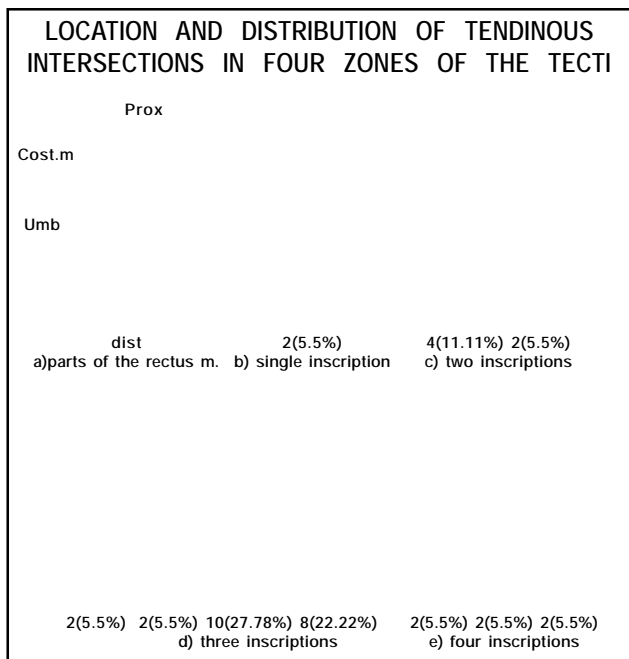 LOCATION AND DISTRIBUTION OF TENDINOUS
INTERSECTIONS IN FOUR ZONES OF THE TECTI
Prox
Cost.m
Umb
dist 2(5.5%) 4(11.11%) 2(5.5%)
a)parts of the rectus m. b) single inscription c) two inscriptions
2(5.5%) 2(5.5%) 10(27.78%) 8(22.22%) 2(5.5%) 2(5.5%) 2(5.5%)
d) three inscriptions e) four inscriptions